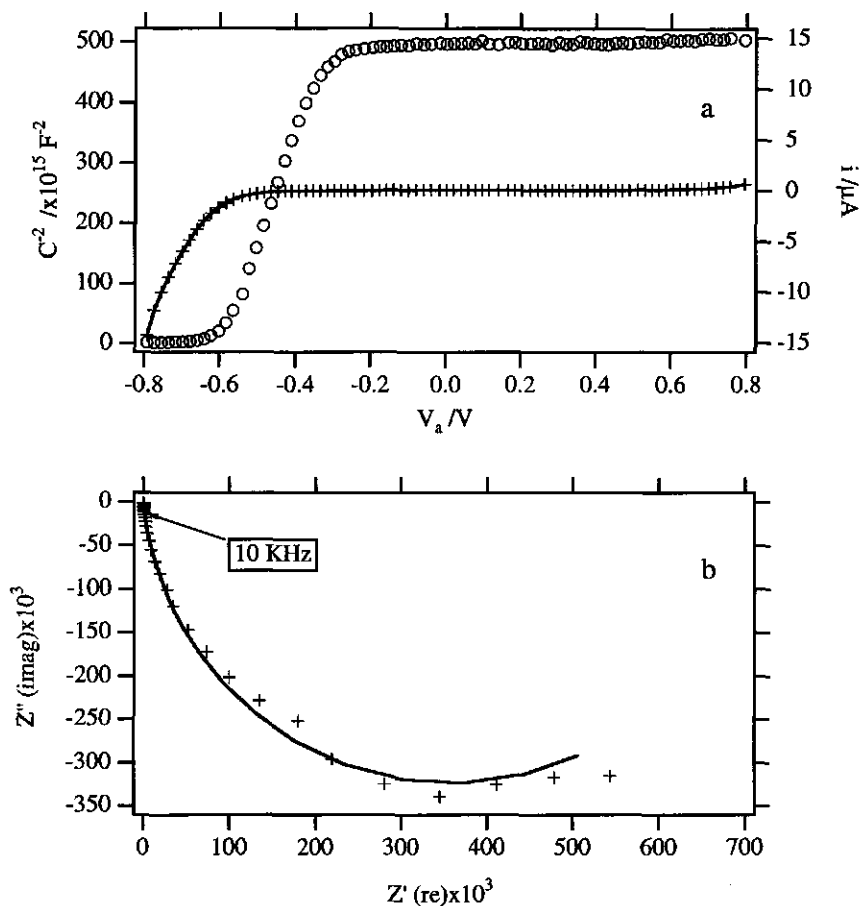 500
400
300
200
100
0
C⁻² /x10¹⁵ F⁻²
15
10
5
0
-5
-10
-15
i /μA
a
-0.8 -0.6 -0.4 -0.2 0.0 0.2 0.4 0.6 0.8
Vₐ /V
0
-50
-100
-150
-200
-250
-300
-350
Z'' (imag)x10³
10 KHz
b
0 100 200 300 400 500 600 700
Z' (re)x10³